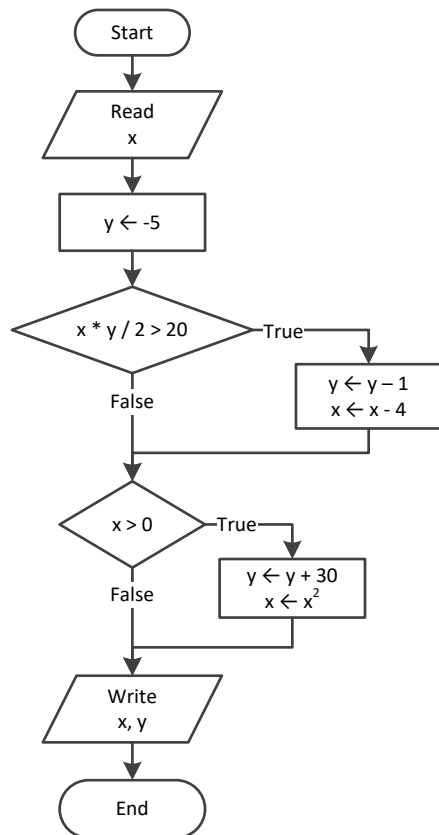 Start
Read
x
y ← -5
x * y / 2 > 20
True
y ← y – 1
x ← x - 4
False
x > 0
True
y ← y + 30
x ← x²
False
Write
x, y
End